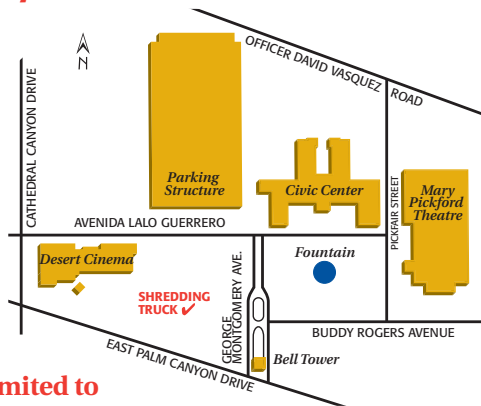 N
OFFICER DAVID VASQUEZ ROAD
CATHEDRAL CANYON DRIVE
Parking
Structure
Civic Center
PICKFAIR STREET
Mary
Pickford
Theatre
AVENIDA LALO GUERRERO
Desert Cinema
Fountain
SHREDDING
TRUCK ✔
GEORGE
MONTGOMERY AVE.
BUDDY ROGERS AVENUE
EAST PALM CANYON DRIVE
Bell Tower
mited to